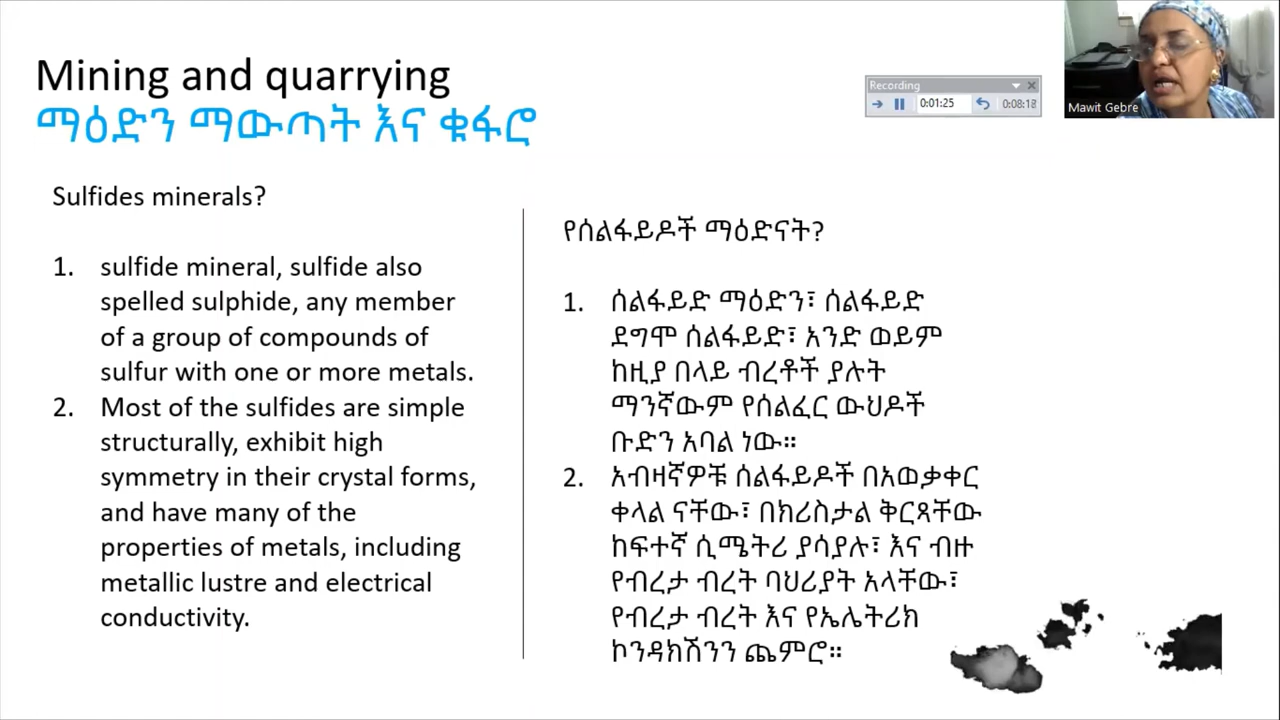 Mining and quarrying
ማዕድን ማውጣት እና ቁፋሮ
Recording
0:01:25
0:08:18
Mawit Gebre
Sulfides minerals?
1. sulfide mineral, sulfide also
spelled sulphide, any member
of a group of compounds of
sulfur with one or more metals.
2. Most of the sulfides are simple
structurally, exhibit high
symmetry in their crystal forms,
and have many of the
properties of metals, including
metallic lustre and electrical
conductivity.
የሰልፋይዶች ማዕድናት?
1. ሰልፋይድ ማዕድን፣ ሰልፋይድ
ደግሞ ሰልፋይድ፣ አንድ ወይም
ከዚያ በላይ ብረቶች ያሉት
ማንኛውም የሰልፈር ውህዶች
ቡድን አባል ነው።
2. አብዛኛዎቹ ሰልፋይዶች በአወቃቀር
ቀላል ናቸው፣ በክሪስታል ቅርጻቸው
ከፍተኛ ሲሜትሪ ያሳያሉ፣ እና ብዙ
የብረታ ብረት ባህሪያት አላቸው፣
የብረታ ብረት እና የኤሌትሪክ
ኮንዳክሽንን ጨምሮ።